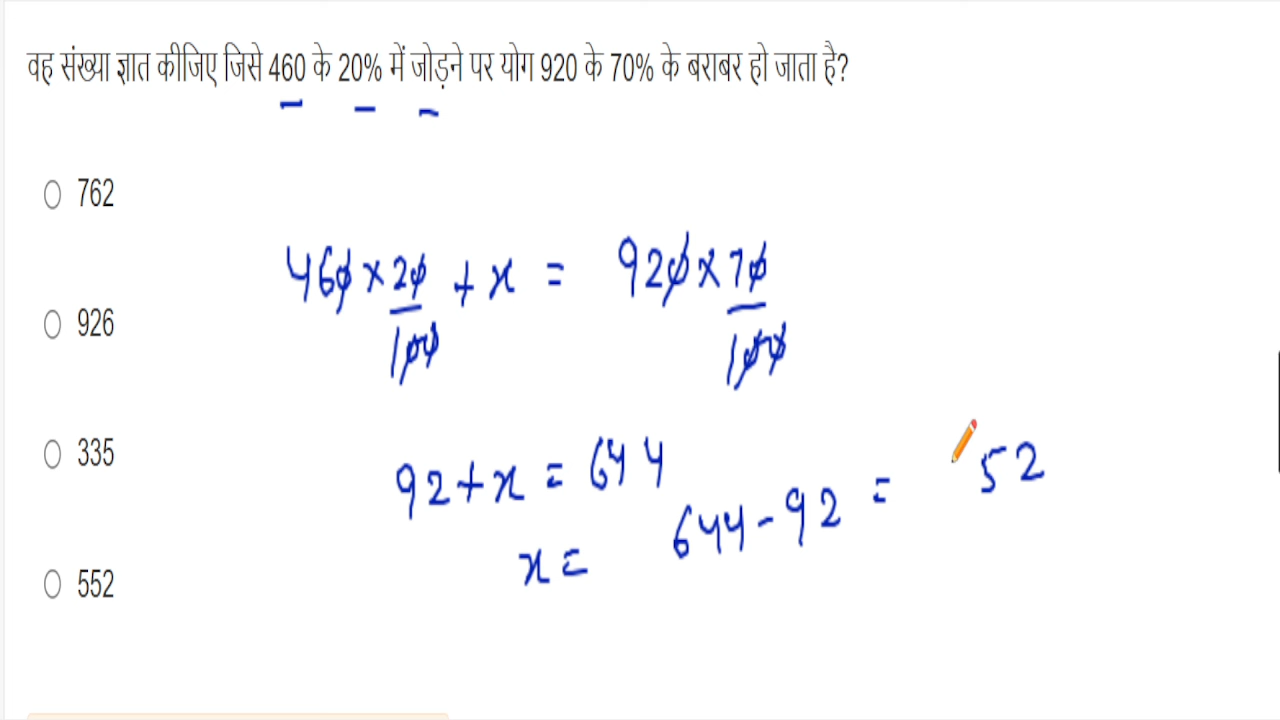 वह संख्या ज्ञात कीजिए जिसे 460 के 20% में जोड़ने पर योग 920 के 70% के बराबर हो जाता है?
762
460 × 20/100 + x = 920 × 70/100
926
335
92 + x = 644
x = 644 - 92 = 52
552